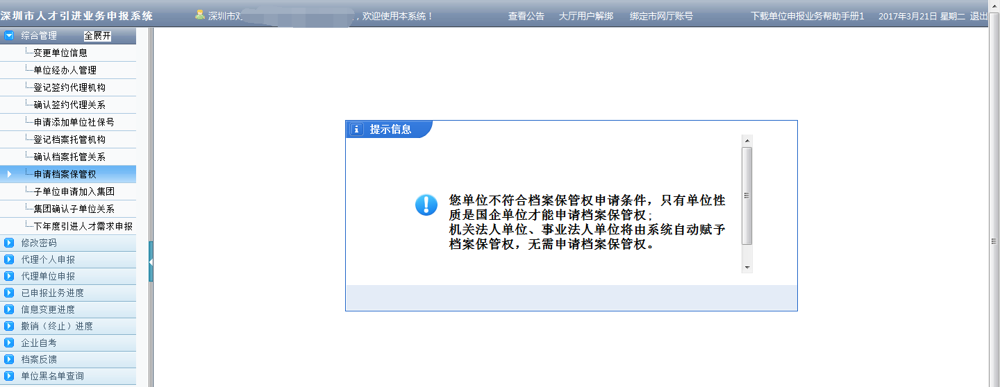 深圳市人才引进业务申报系统
深圳市对
，欢迎使用本系统！
查看公告 大厅用户解绑 绑定市网厅账号
下载单位申报业务帮助手册1 2017年3月21日 星期二 退出
综合管理 全展开
变更单位信息
单位经办人管理
登记签约代理机构
确认签约代理关系
申请添加单位社保号
登记档案托管机构
确认档案托管关系
申请档案保管权
子单位申请加入集团
集团确认子单位关系
下年度引进人才需求申报
修改密码
代理个人申报
代理单位申报
已申报业务进度
信息变更进度
撤销（终止）进度
企业自考
档案反馈
单位黑名单查询
提示信息
您单位不符合档案保管权申请条件，只有单位性
质是国企单位才能申请档案保管权；
机关法人单位、事业法人单位将由系统自动赋予
档案保管权，无需申请档案保管权。